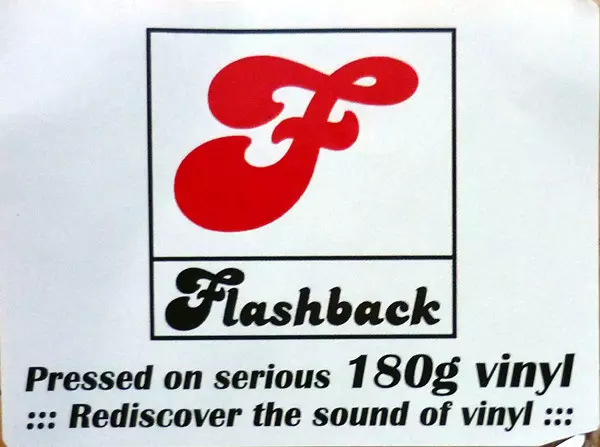 F
Flashback
Pressed on serious 180g vinyl
::: Rediscover the sound of vinyl :::